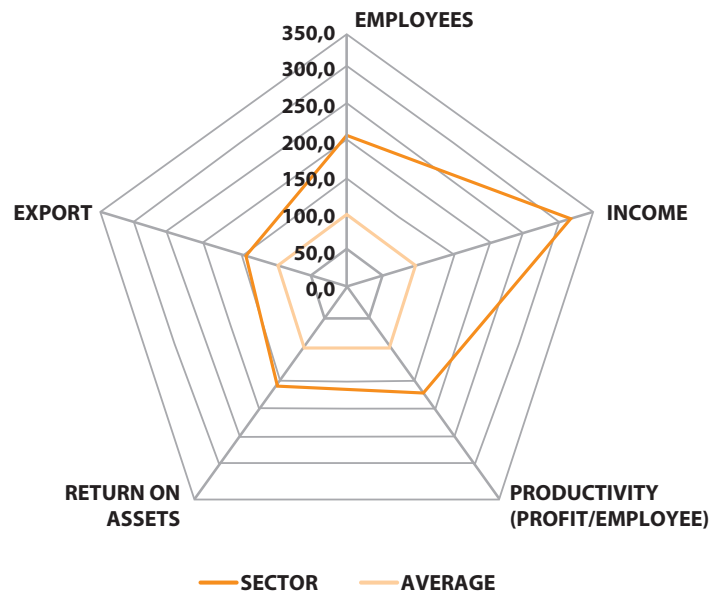 EMPLOYEES
350,0
300,0
250,0
200,0
150,0
100,0
50,0
0,0
EXPORT
INCOME
RETURN ON
ASSETS
PRODUCTIVITY
(PROFIT/EMPLOYEE)
SECTOR
AVERAGE